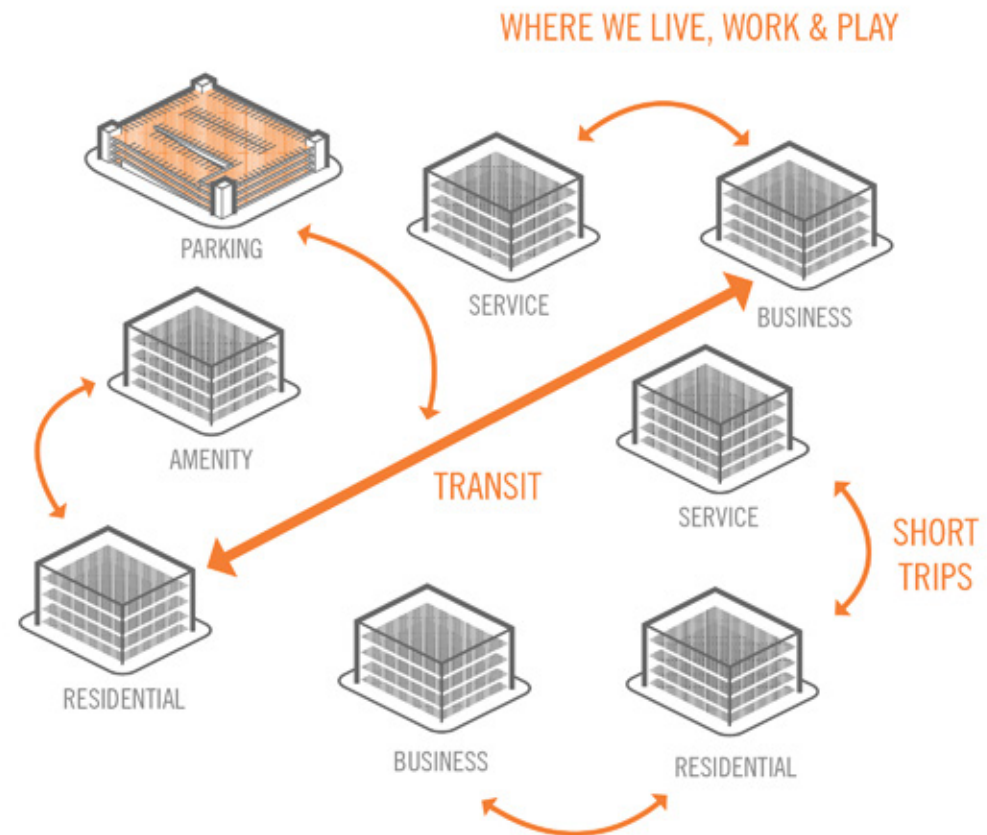 WHERE WE LIVE, WORK & PLAY
PARKING
SERVICE
BUSINESS
AMENITY
TRANSIT
SERVICE
SHORT
TRIPS
RESIDENTIAL
BUSINESS
RESIDENTIAL